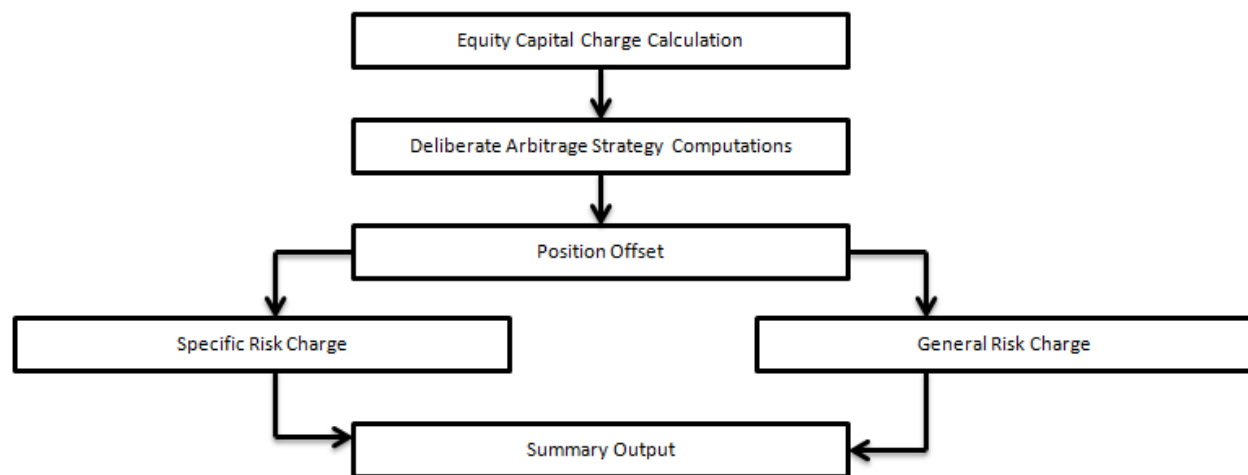 Equity Capital Charge Calculation
Deliberate Arbitrage Strategy Computations
Position Offset
Specific Risk Charge
General Risk Charge
Summary Output